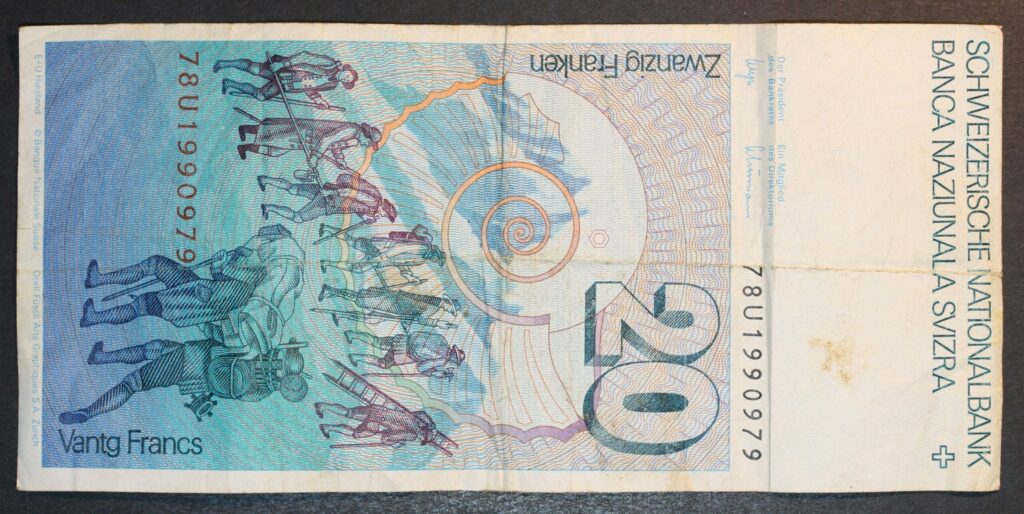 SCHWEIZERISCHE NATIONALBANK
BANCA NAZIUNALA SVIZRA
Der Präsident
des Bankrates
Ein Mitglied
des Direktoriums
78U1990979
20
Zwanzig Franken
78U1990979
Vantg Francs
E+U Hiestand © Banque Nationale Suisse Orell Füssli Arts Graphiques S.A. Zurich